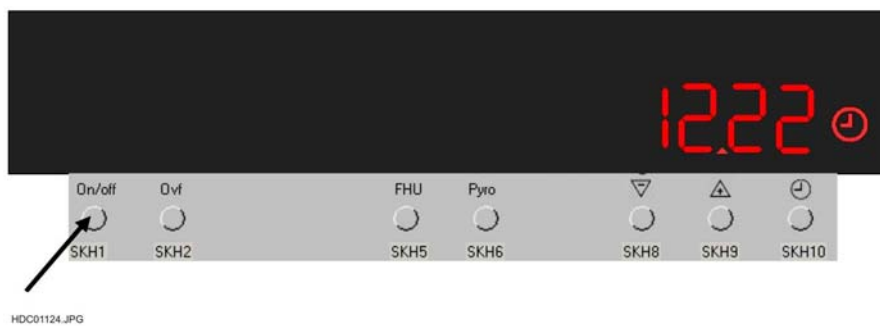 12.22
On/off Ovf FHU Pyro
SKH1 SKH2 SKH5 SKH6 SKH8 SKH9 SKH10
HDC01124.JPG